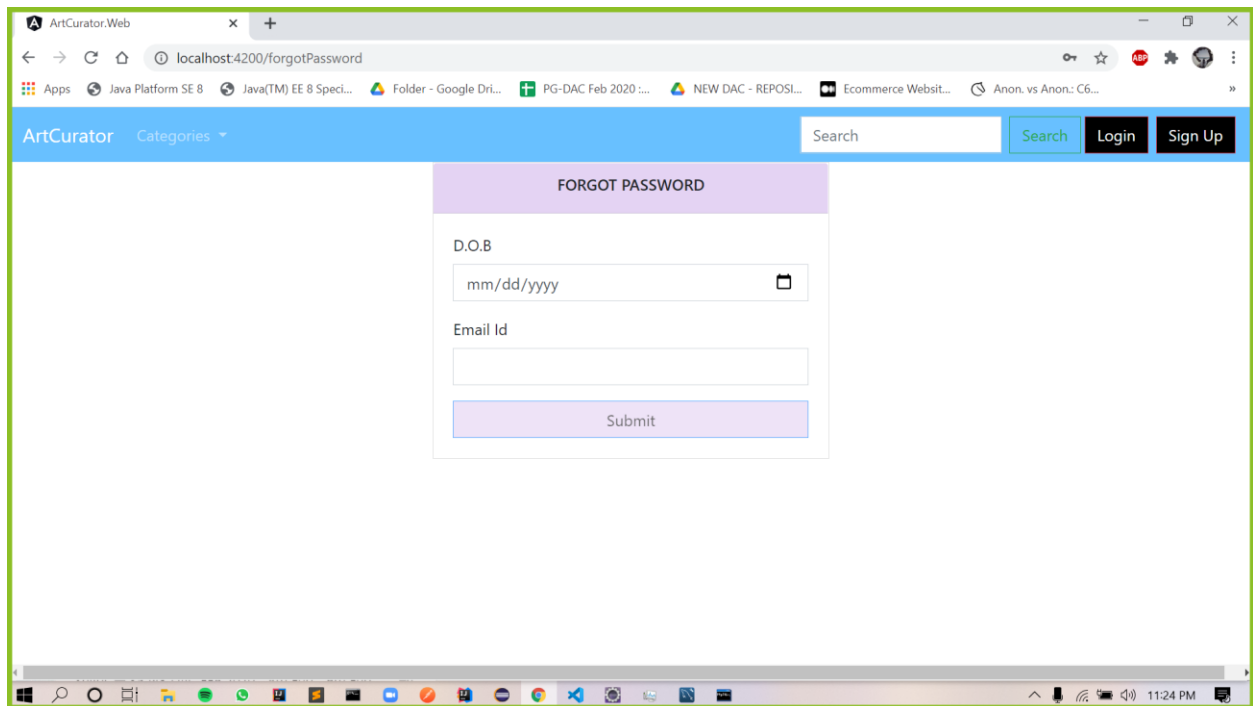 ArtCurator.Web
localhost:4200/forgotPassword
ABP
Apps Java Platform SE 8 Java(TM) EE 8 Speci... Folder - Google Dri... PG-DAC Feb 2020 :... NEW DAC - REPOSI... Ecommerce Websit... Anon. vs Anon.: C6... »
ArtCurator Categories Search Search Login Sign Up
FORGOT PASSWORD
D.O.B
mm/dd/yyyy
Email Id
Submit
11:24 PM